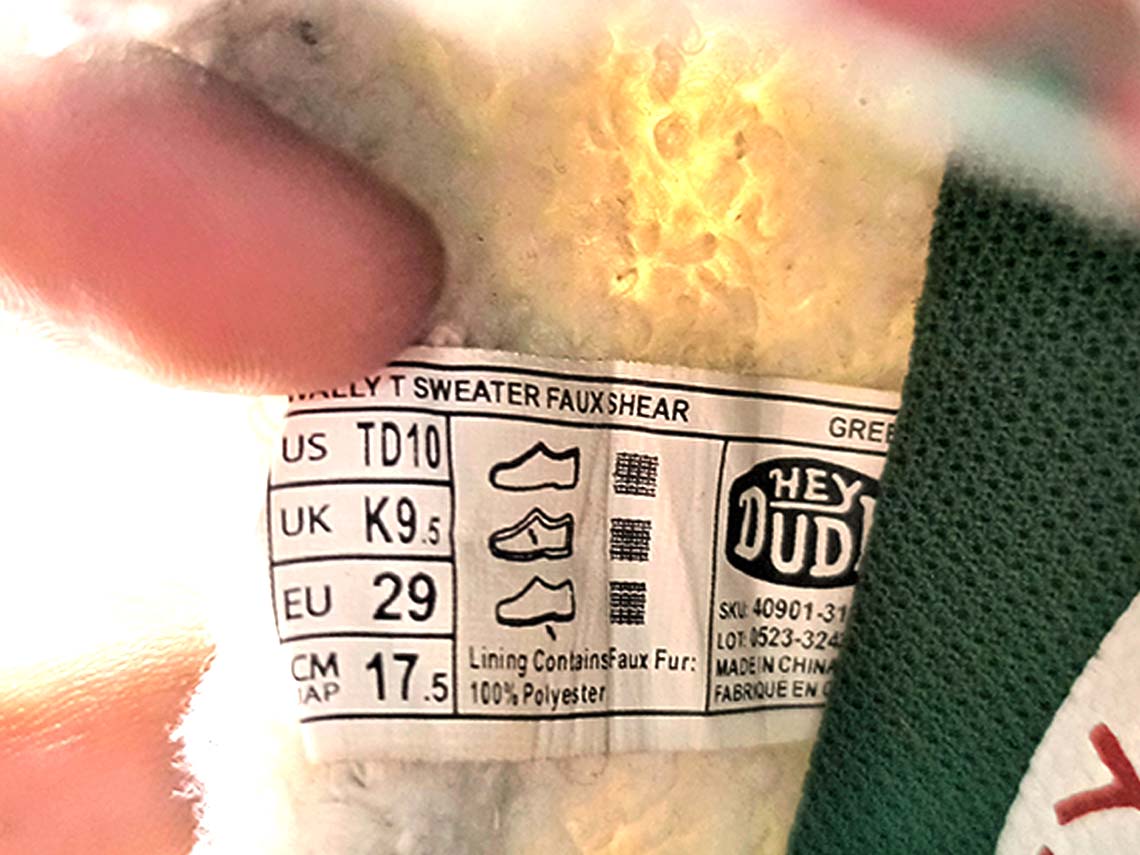 WALLY T SWEATER FAUX SHEAR
GREE
US TD10
UK K9.5
EU 29
CM
JAP 17.5
Lining Contains Faux Fur:
100% Polyester
HEY
DUD
SKU: 40901-31
LOT: 0523-324
MADE IN CHINA
FABRIQUE EN C
Y